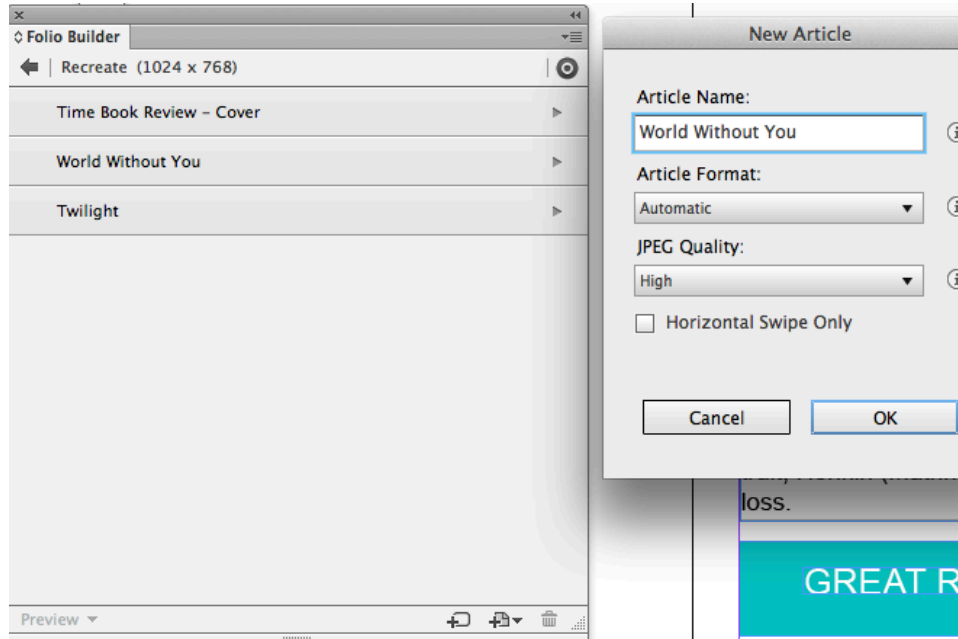 Folio Builder
Recreate (1024 x 768)
Time Book Review – Cover
World Without You
Twilight
Preview
New Article
Article Name:
World Without You
Article Format:
Automatic
JPEG Quality:
High
Horizontal Swipe Only
Cancel
OK
loss.
GREAT R